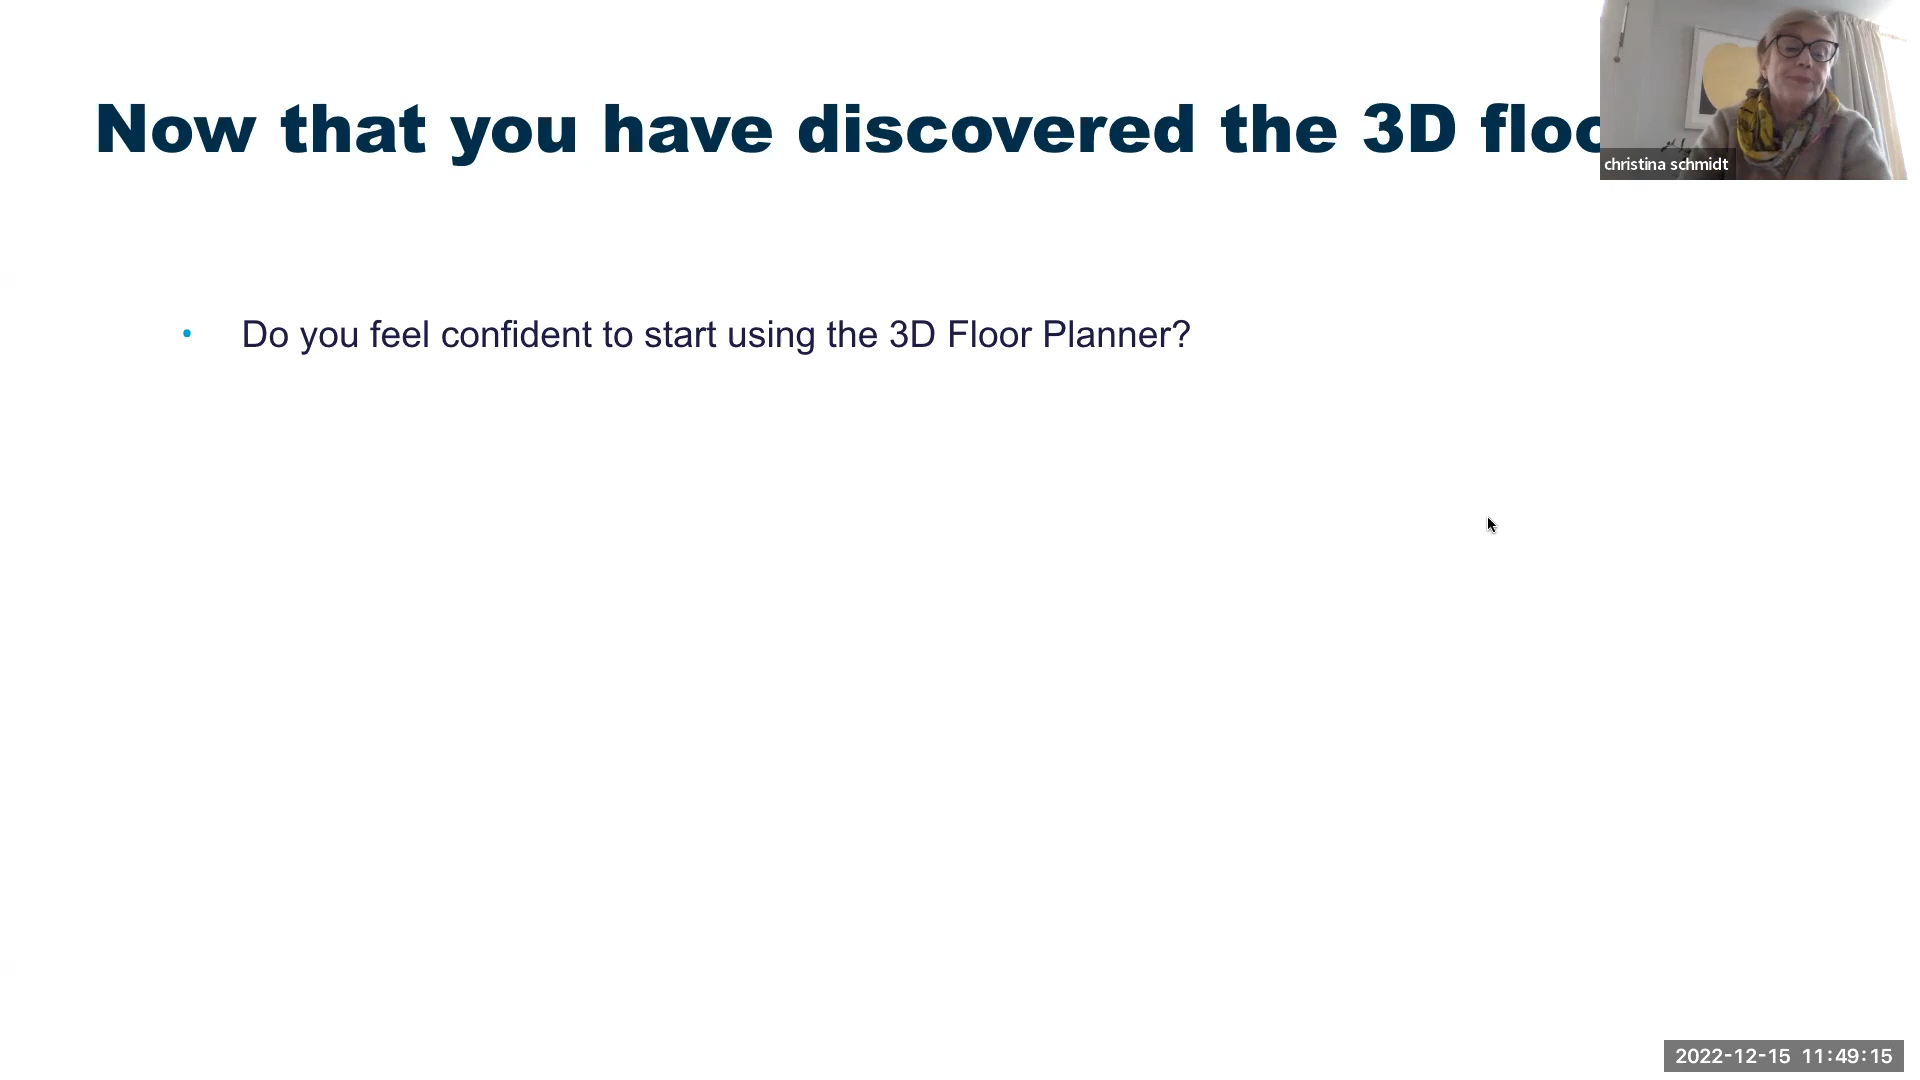 Now that you have discovered the 3D floo
christina schmidt
• Do you feel confident to start using the 3D Floor Planner?
2022-12-15 11:49:15